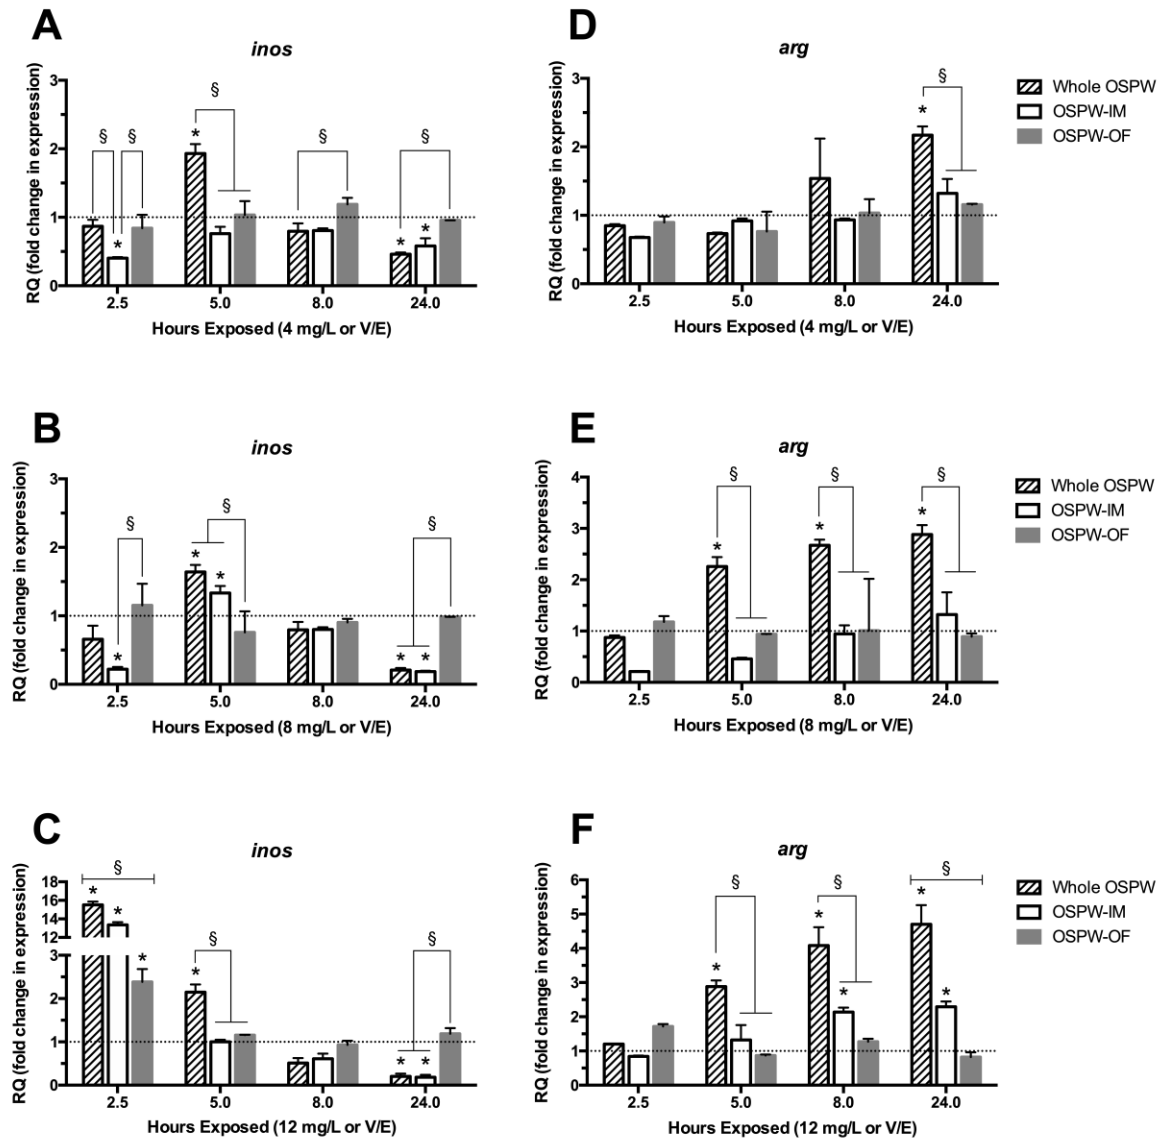 A
inos
RQ (fold change in expression)
3
2
1
0
§ § § § §
* * * *
2.5 5.0 8.0 24.0
Hours Exposed (4 mg/L or V/E)
D
arg
RQ (fold change in expression)
3
2
1
0
§
*
2.5 5.0 8.0 24.0
Hours Exposed (4 mg/L or V/E)
Whole OSPW
OSPW-IM
OSPW-OF
B
inos
RQ (fold change in expression)
3
2
1
0
§ § §
* * * * *
2.5 5.0 8.0 24.0
Hours Exposed (8 mg/L or V/E)
E
arg
RQ (fold change in expression)
4
3
2
1
0
§ § §
* * *
2.5 5.0 8.0 24.0
Hours Exposed (8 mg/L or V/E)
Whole OSPW
OSPW-IM
OSPW-OF
C
inos
RQ (fold change in expression)
18
16
14
12
3
2
1
0
§ § §
* * * * * *
2.5 5.0 8.0 24.0
Hours Exposed (12 mg/L or V/E)
F
arg
RQ (fold change in expression)
6
5
4
3
2
1
0
§ § §
* * * * *
2.5 5.0 8.0 24.0
Hours Exposed (12 mg/L or V/E)
Whole OSPW
OSPW-IM
OSPW-OF